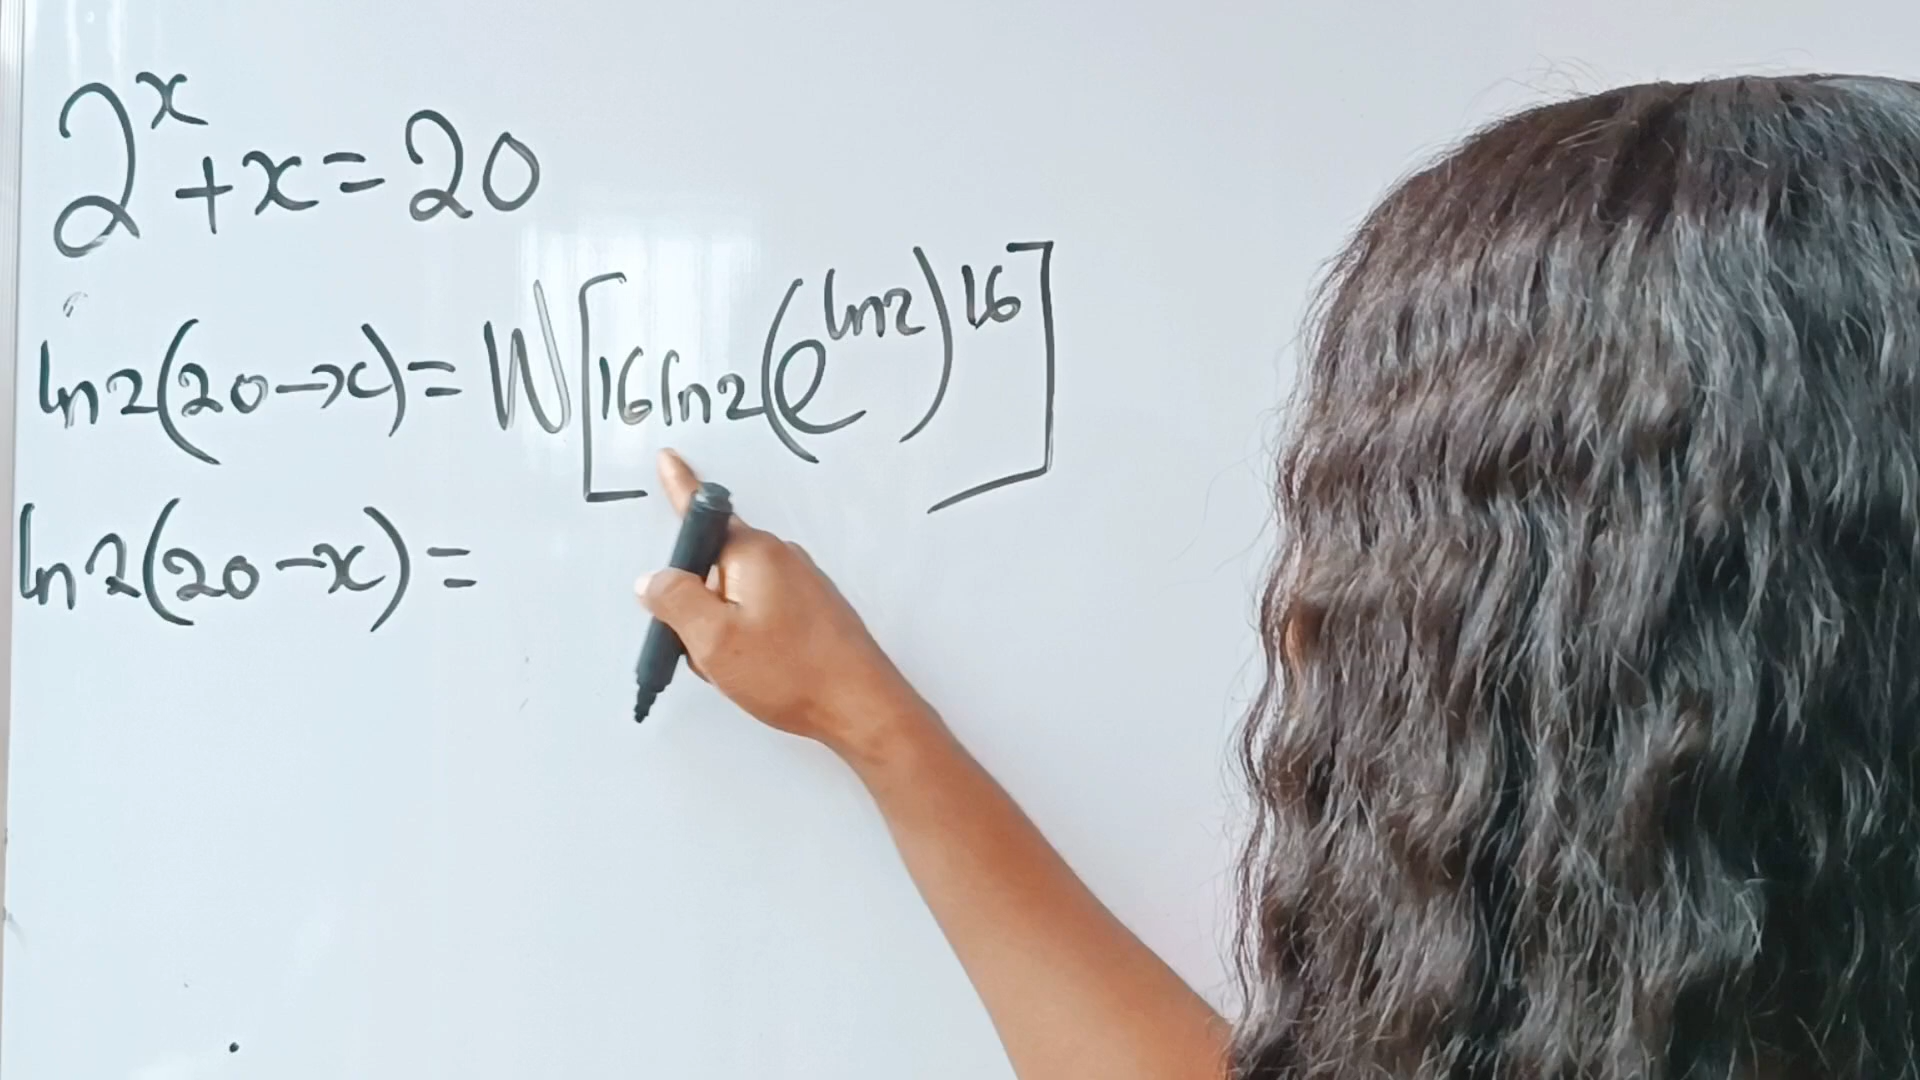 2^x + x = 20
ln2(20-x) = W[16ln2(e^ln2)^16]
ln2(20-x) =